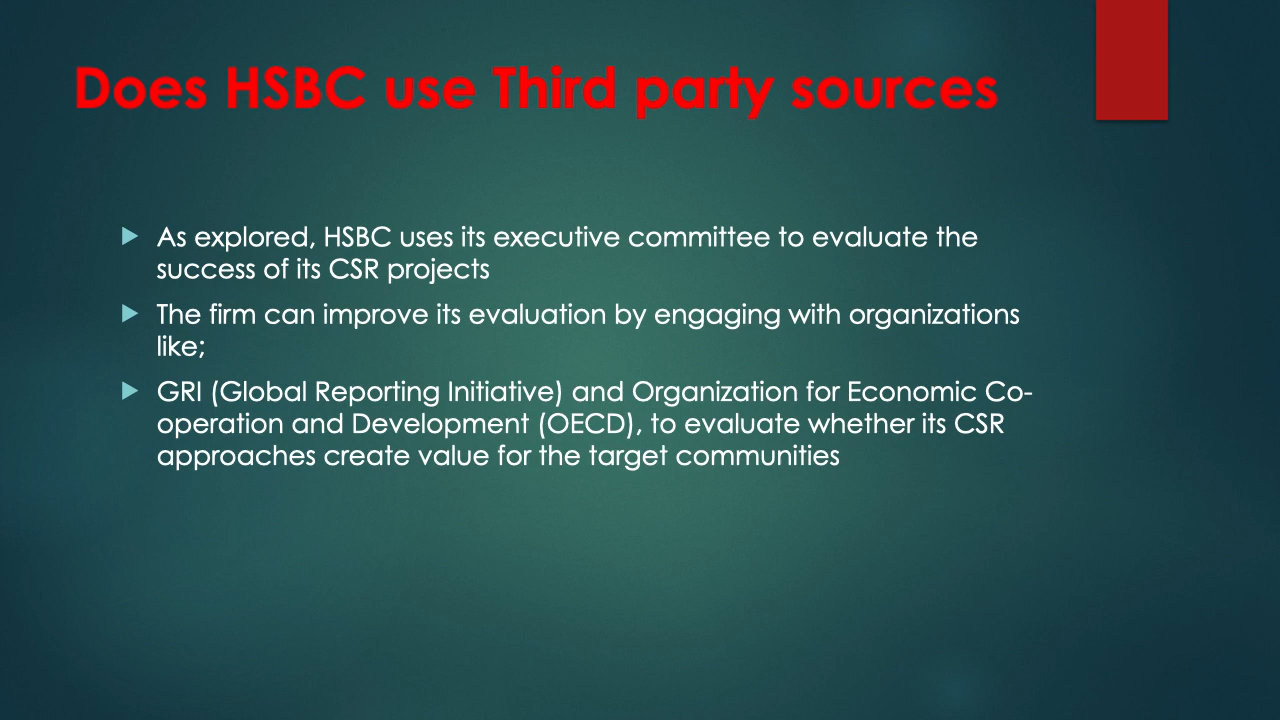 Does HSBC use Third party sources
As explored, HSBC uses its executive committee to evaluate the
success of its CSR projects
The firm can improve its evaluation by engaging with organizations
like;
GRI (Global Reporting Initiative) and Organization for Economic Co-
operation and Development (OECD), to evaluate whether its CSR
approaches create value for the target communities